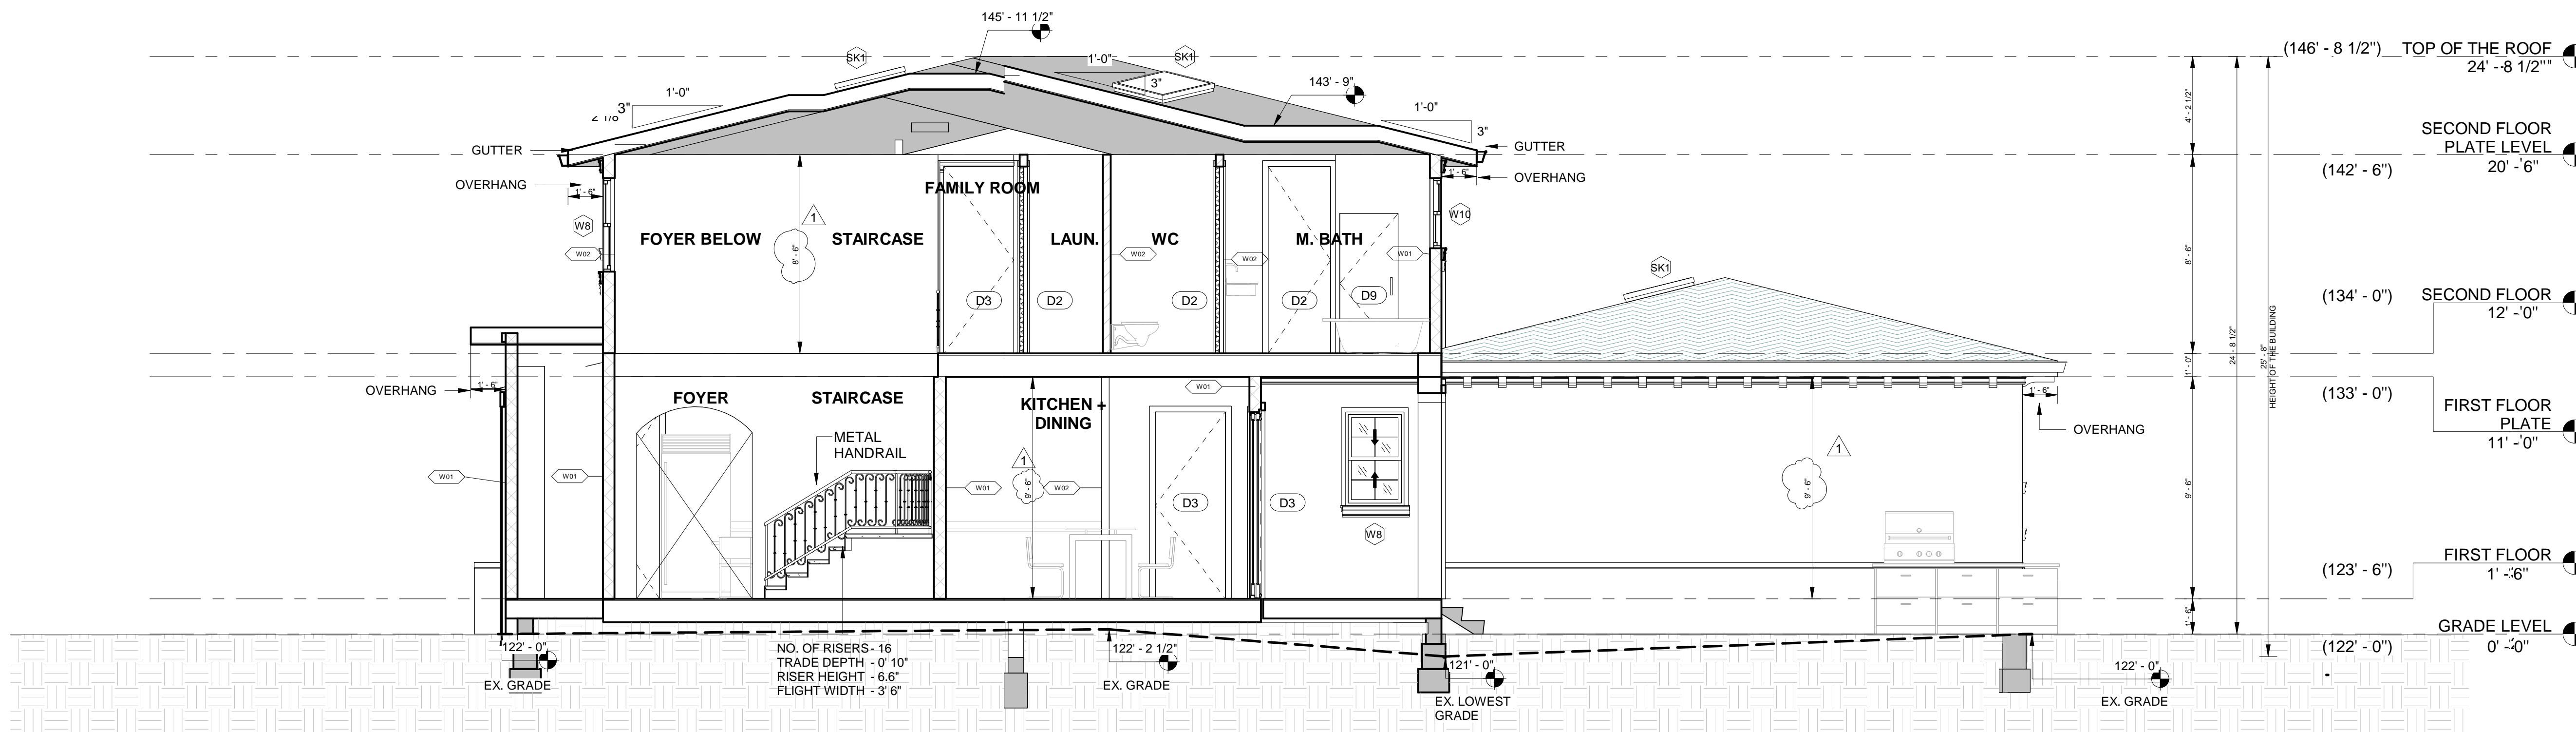 145' - 11 1/2"
(146' - 8 1/2")
TOP OF THE ROOF
24' - 8 1/2"
SK1
1'-0"
SK1
3"
143' - 9"
1'-0"
3"
2 1/8
1'-0"
3"
4' - 2 1/2"
SECOND FLOOR
PLATE LEVEL
20' - 6"
(142' - 6")
GUTTER
GUTTER
OVERHANG
1' - 6"
1' - 6"
OVERHANG
FAMILY ROOM
W8
1
W10
FOYER BELOW
STAIRCASE
LAUN.
WC
M. BATH
W02
8' - 6"
W02
W02
W01
8' - 6"
SK1
D3
D2
D2
D2
D9
(134' - 0")
SECOND FLOOR
12' - 0"
24' - 8 1/2"
25' - 8"
HEIGHT OF THE BUILDING
1' - 0"
OVERHANG
1' - 6"
W01
1' - 6"
(133' - 0")
FIRST FLOOR
PLATE
11' - 0"
FOYER
STAIRCASE
KITCHEN +
DINING
OVERHANG
METAL
HANDRAIL
1
1
W01
W01
W01
9' - 6"
W02
D3
D3
W8
9' - 6"
9' - 6"
(123' - 6")
FIRST FLOOR
1' - 6"
1' - 6"
GRADE LEVEL
0' - 0"
(122' - 0")
122' - 0"
EX. GRADE
NO. OF RISERS - 16
TRADE DEPTH - 0' 10"
RISER HEIGHT - 6.6"
FLIGHT WIDTH - 3' 6"
122' - 2 1/2"
EX. GRADE
121' - 0"
EX. LOWEST
GRADE
122' - 0"
EX. GRADE